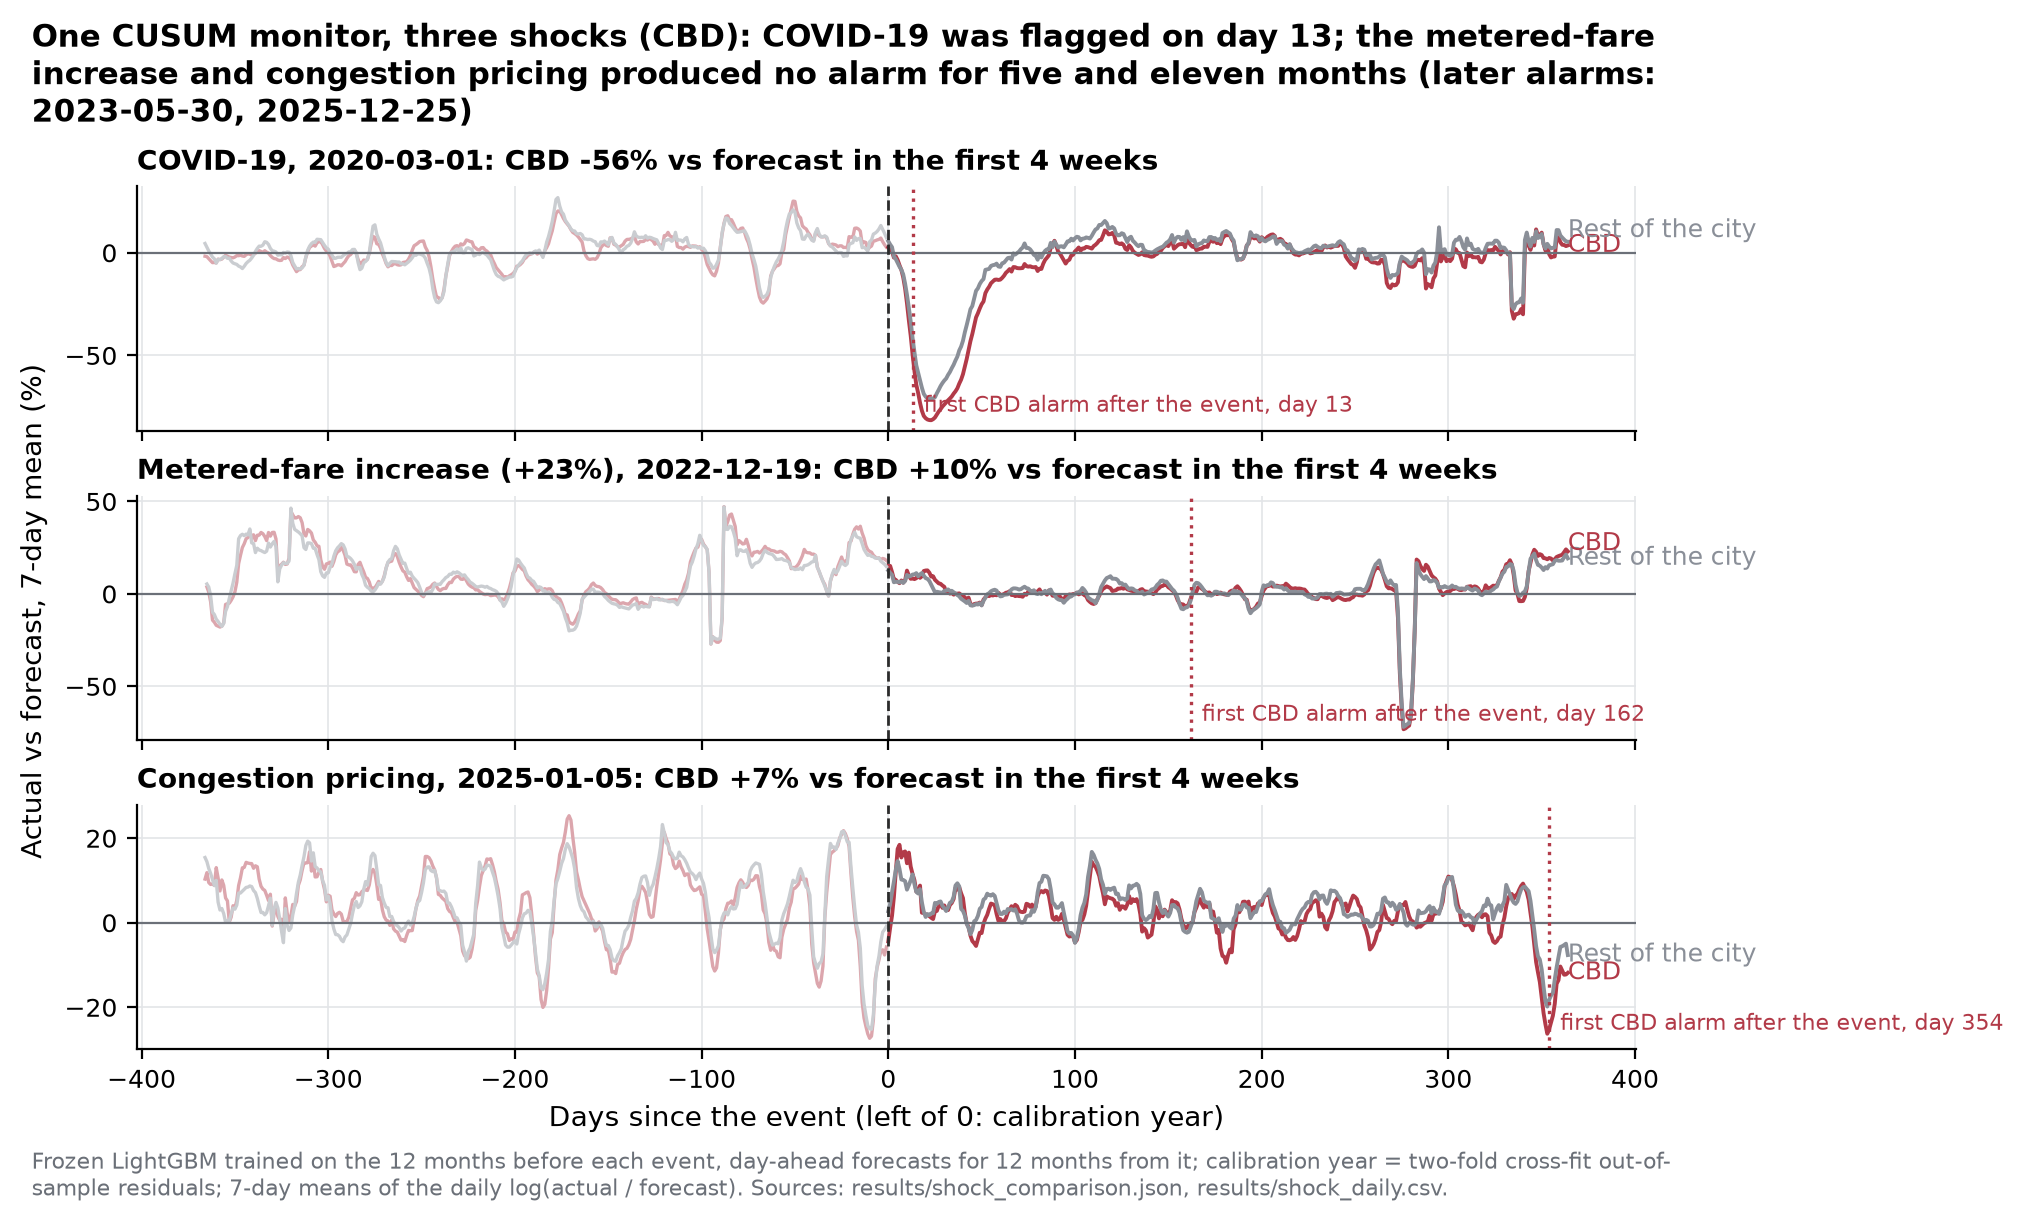 One CUSUM monitor, three shocks (CBD): COVID-19 was flagged on day 13; the metered-fare
increase and congestion pricing produced no alarm for five and eleven months (later alarms:
2023-05-30, 2025-12-25)
COVID-19, 2020-03-01: CBD -56% vs forecast in the first 4 weeks
Rest of the city
CBD
0
−50
first CBD alarm after the event, day 13
Metered-fare increase (+23%), 2022-12-19: CBD +10% vs forecast in the first 4 weeks
50
CBD
Rest of the city
0
−50
first CBD alarm after the event, day 162
Congestion pricing, 2025-01-05: CBD +7% vs forecast in the first 4 weeks
20
0
Rest of the city
CBD
−20
first CBD alarm after the event, day 354
−400 −300 −200 −100 0 100 200 300 400
Days since the event (left of 0: calibration year)
Actual vs forecast, 7-day mean (%)
Frozen LightGBM trained on the 12 months before each event, day-ahead forecasts for 12 months from it; calibration year = two-fold cross-fit out-of-
sample residuals; 7-day means of the daily log(actual / forecast). Sources: results/shock_comparison.json, results/shock_daily.csv.